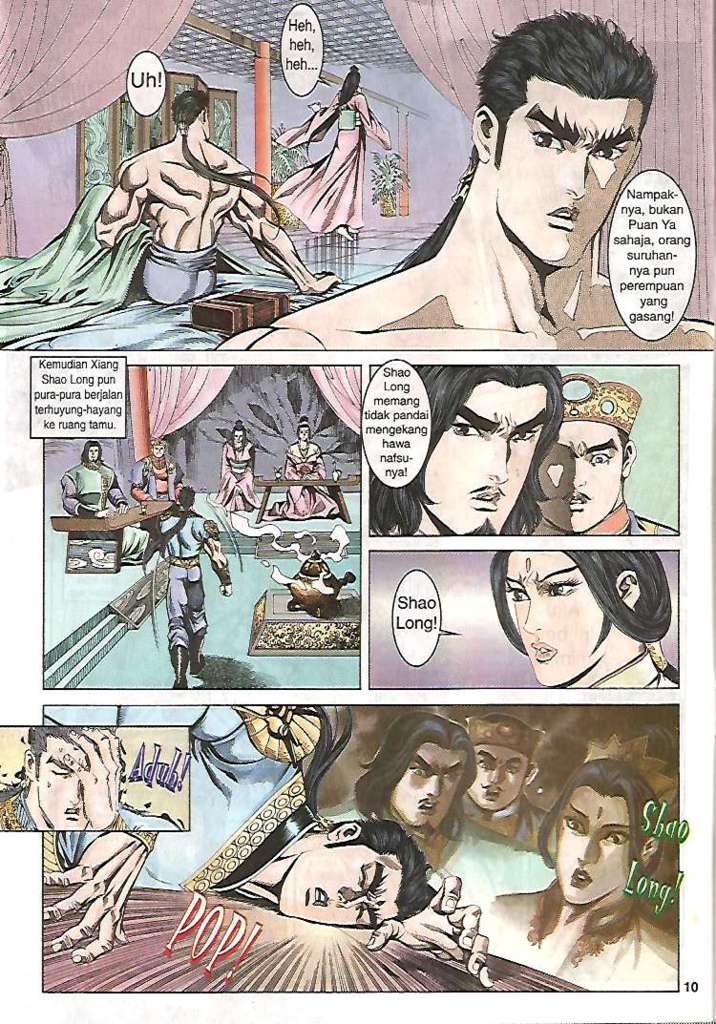 Uh!
Heh,
heh,
heh...
Nampak-
nya, bukan
Puan Ya
sahaja, orang
suruhan-
nya pun
perempuan
yang
gasang!
Kemudian Xiang
Shao Long pun
pura-pura berjalan
terhuyung-hayang
ke ruang tamu.
Shao
Long
memang
tidak pandai
mengekang
hawa
nafsu-
nya!
Shao
Long!
Aduh!
POP!
Shao
Long!
10